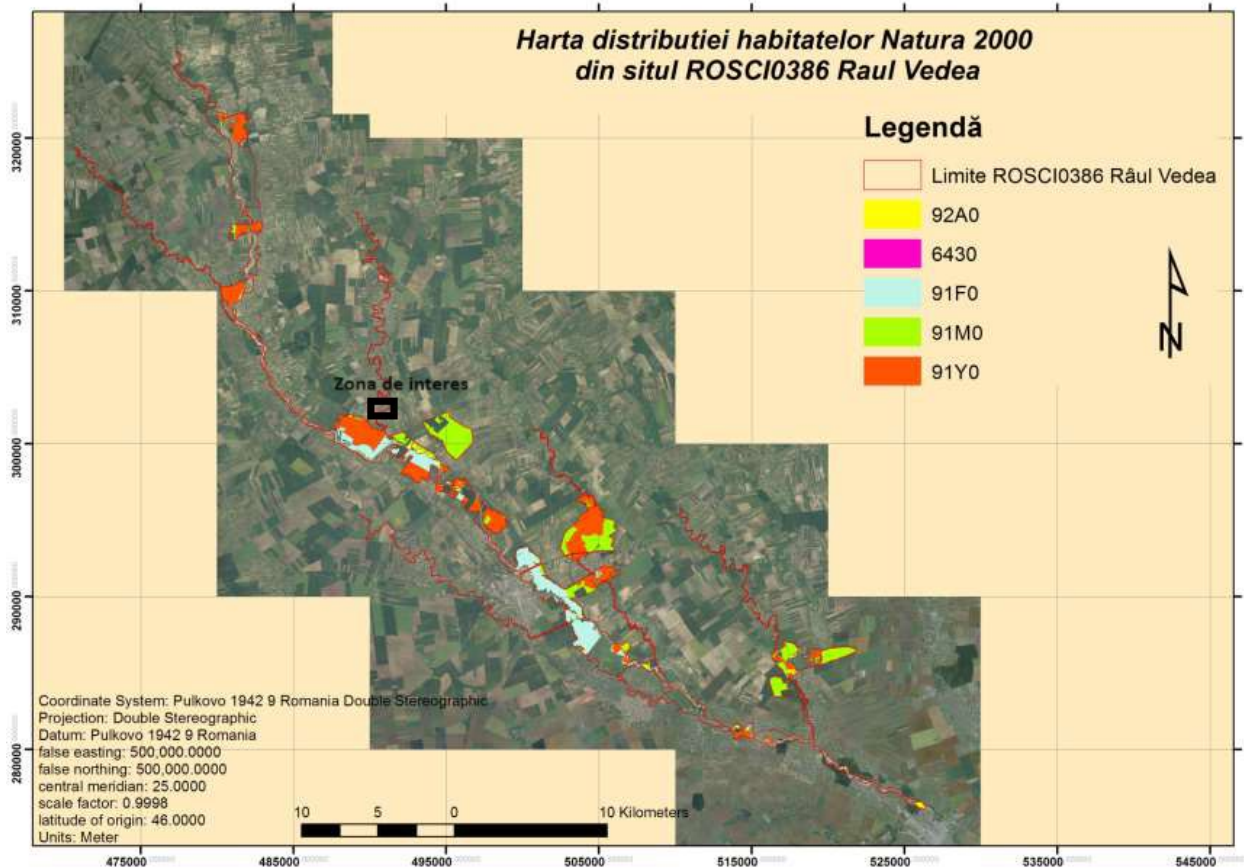 Harta distributiei habitatelor Natura 2000
din situl ROSCI0386 Raul Vedea
Legendă
Limite ROSCI0386 Râul Vedea
92A0
6430
91F0
91M0
91Y0
N
Zona de interes
320000
310000
300000
290000
280000
Coordinate System: Pulkovo 1942 9 Romania Double Stereographic
Projection: Double Stereographic
Datum: Pulkovo 1942 9 Romania
false easting: 500,000.0000
false northing: 500,000.0000
central meridian: 25.0000
scale factor: 0.9998
latitude of origin: 46.0000
Units: Meter
10 5 0 10 Kilometers
475000 485000 495000 505000 515000 525000 535000 545000